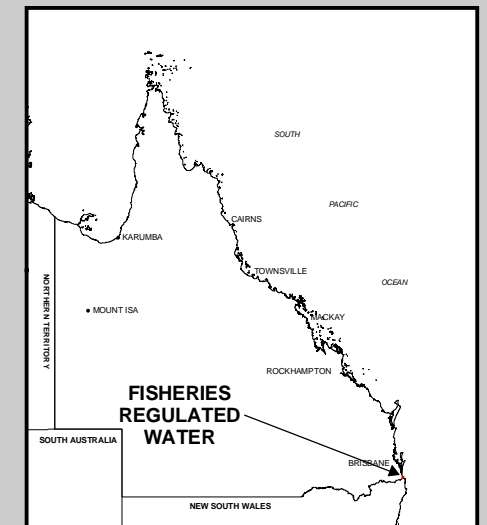 SOUTH
PACIFIC
CAIRNS
KARUMBA
TOWNSVILLE
OCEAN
NORTHERN TERRITORY
MOUNT ISA
MACKAY
ROCKHAMPTON
FISHERIES
REGULATED
WATER
SOUTH AUSTRALIA
BRISBANE
NEW SOUTH WALES